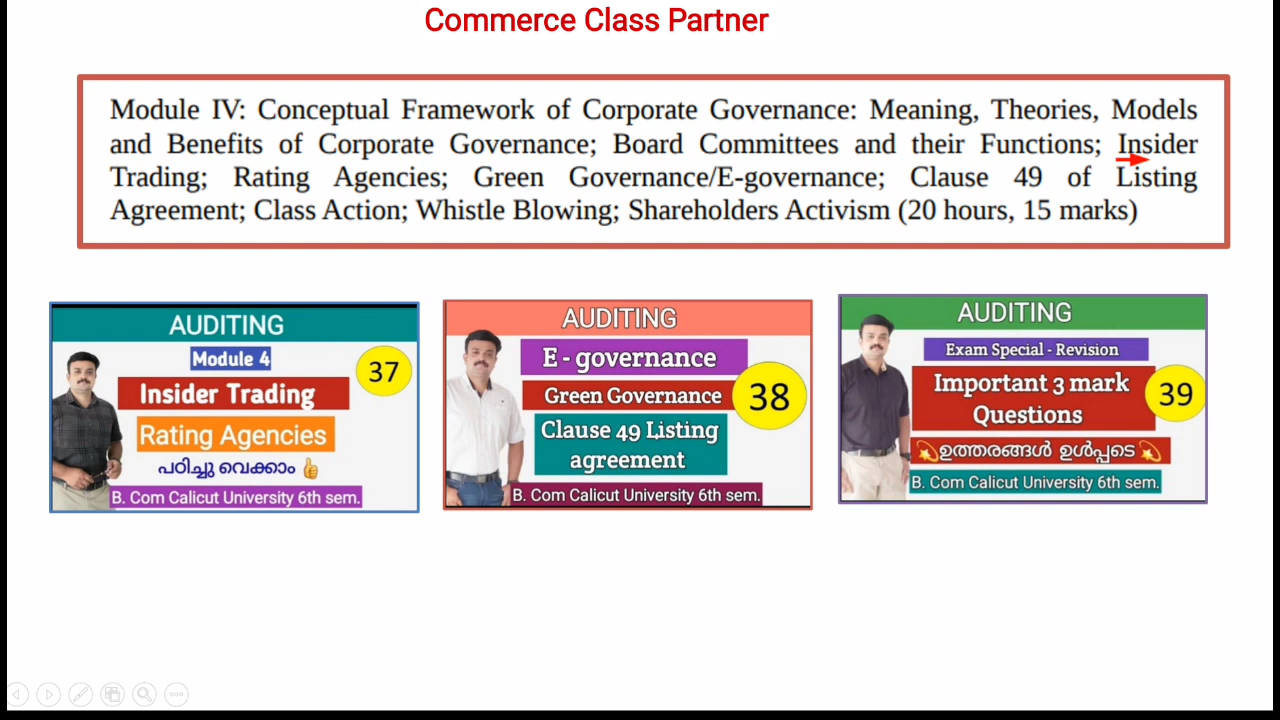 Commerce Class Partner
Module IV: Conceptual Framework of Corporate Governance: Meaning, Theories, Models
and Benefits of Corporate Governance; Board Committees and their Functions; Insider
Trading; Rating Agencies; Green Governance/E-governance; Clause 49 of Listing
Agreement; Class Action; Whistle Blowing; Shareholders Activism (20 hours, 15 marks)
AUDITING
Module 4
37
Insider Trading
Rating Agencies
പഠിച്ചു വെക്കാം
B. Com Calicut University 6th sem.
AUDITING
E - governance
Green Governance
38
Clause 49 Listing
agreement
B. Com Calicut University 6th sem.
AUDITING
Exam Special - Revision
Important 3 mark
Questions
39
ഉത്തരങ്ങൾ ഉൾപ്പടെ
B. Com Calicut University 6th sem.